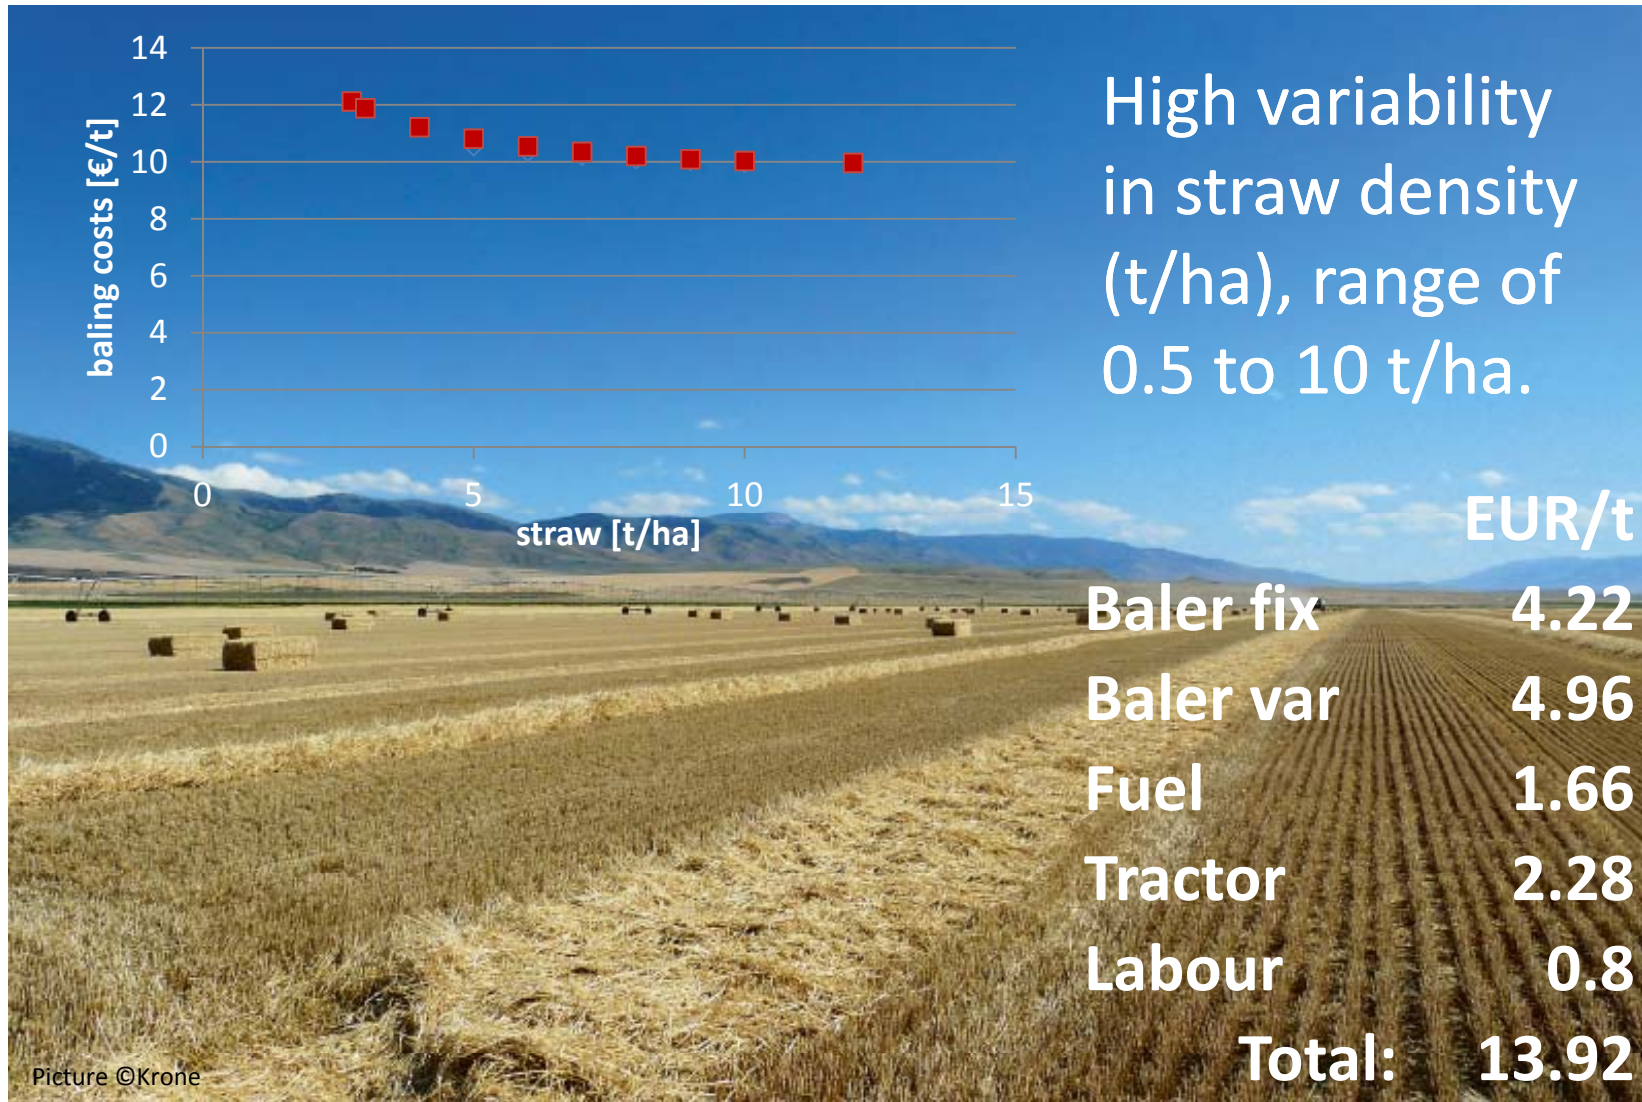 14
12
10
8
6
4
2
0
baling costs [€/t]
0 5 10 15
straw [t/ha]
High variability
in straw density
(t/ha), range of
0.5 to 10 t/ha.
EUR/t
Baler fix 4.22
Baler var 4.96
Fuel 1.66
Tractor 2.28
Labour 0.8
Total: 13.92
Picture ©Krone